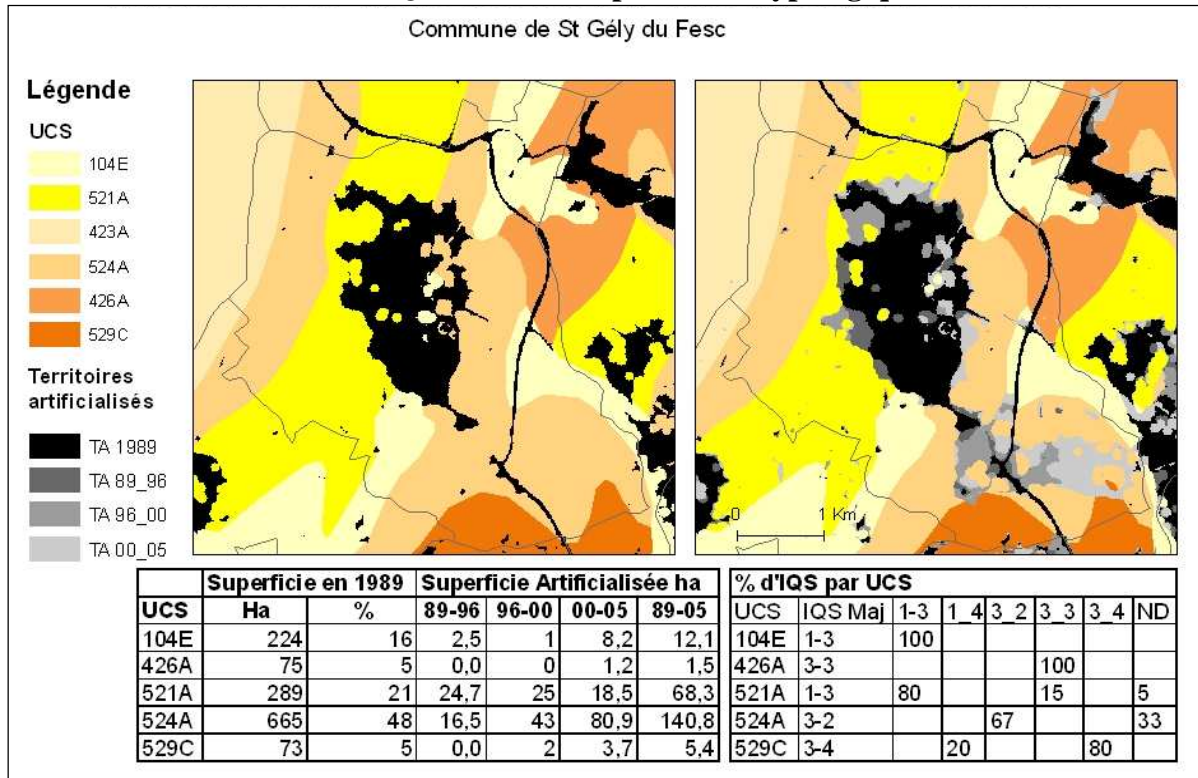 Commune de St Gély du Fesc
Légende
UCS
104E
521A
423A
524A
426A
529C
Territoires
artificialisés
TA 1989
TA 89_96
TA 96_00
TA 00_05
0 1 Km
Superficie en 1989 Superficie Artificialisée ha
UCS Ha % 89-96 96-00 00-05 89-05
104E 224 16 2,5 1 8,2 12,1
426A 75 5 0,0 0 1,2 1,5
521A 289 21 24,7 25 18,5 68,3
524A 665 48 16,5 43 80,9 140,8
529C 73 5 0,0 2 3,7 5,4
% d'IQS par UCS
UCS IQS Maj 1-3 1_4 3_2 3_3 3_4 ND
104E 1-3 100
426A 3-3 100
521A 1-3 80 15 5
524A 3-2 67 33
529C 3-4 20 80